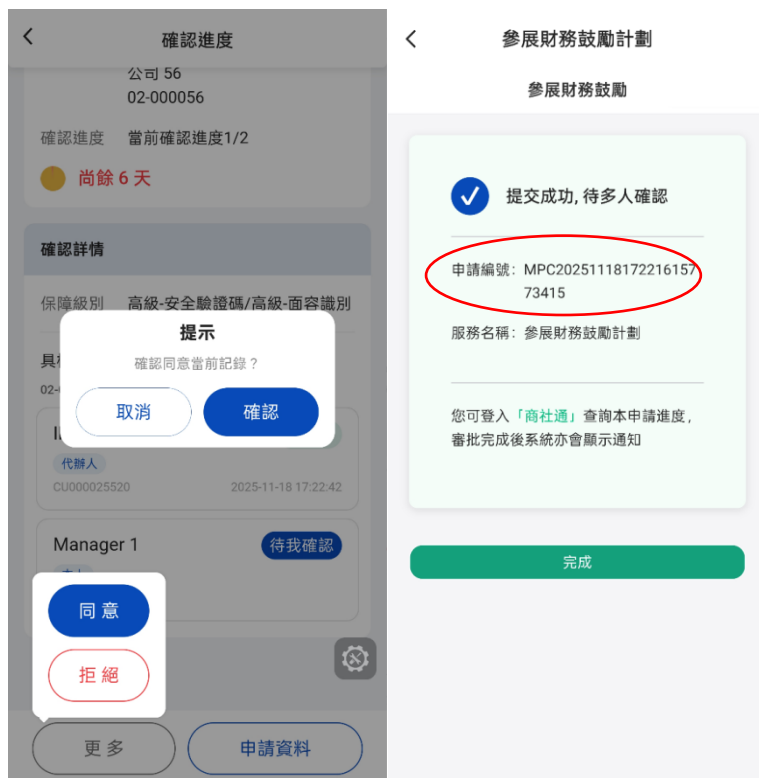 確認進度
公司 56
02-000056
確認進度 當前確認進度1/2
尚餘 6 天
確認詳情
保障級別 高級-安全驗證碼/高級-面容識別
提示
確認同意當前記錄？
取消 確認
代辦人
CU000025520 2025-11-18 17:22:42
Manager 1 待我確認
同意
拒絕
更多 申請資料
參展財務鼓勵計劃
參展財務鼓勵
提交成功, 待多人確認
申請編號: MPC20251118172216157
73415
服務名稱: 參展財務鼓勵計劃
您可登入「商社通」查詢本申請進度,
審批完成後系統亦會顯示通知
完成